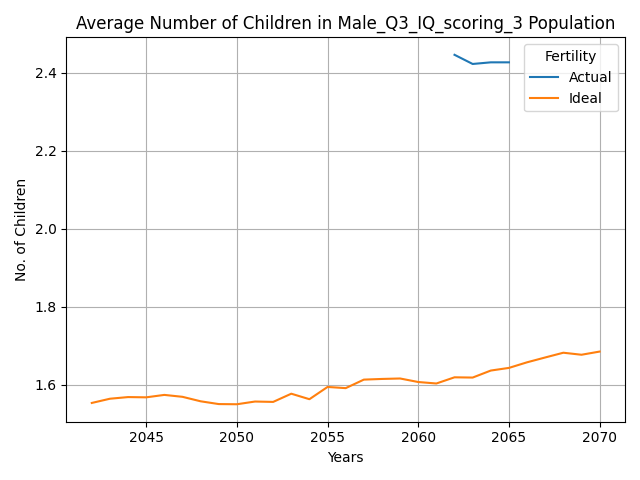 Average Number of Children in Male_Q3_IQ_scoring_3 Population
Fertility
Actual
Ideal
No. of Children
2.4
2.2
2.0
1.8
1.6
2045 2050 2055 2060 2065 2070
Years